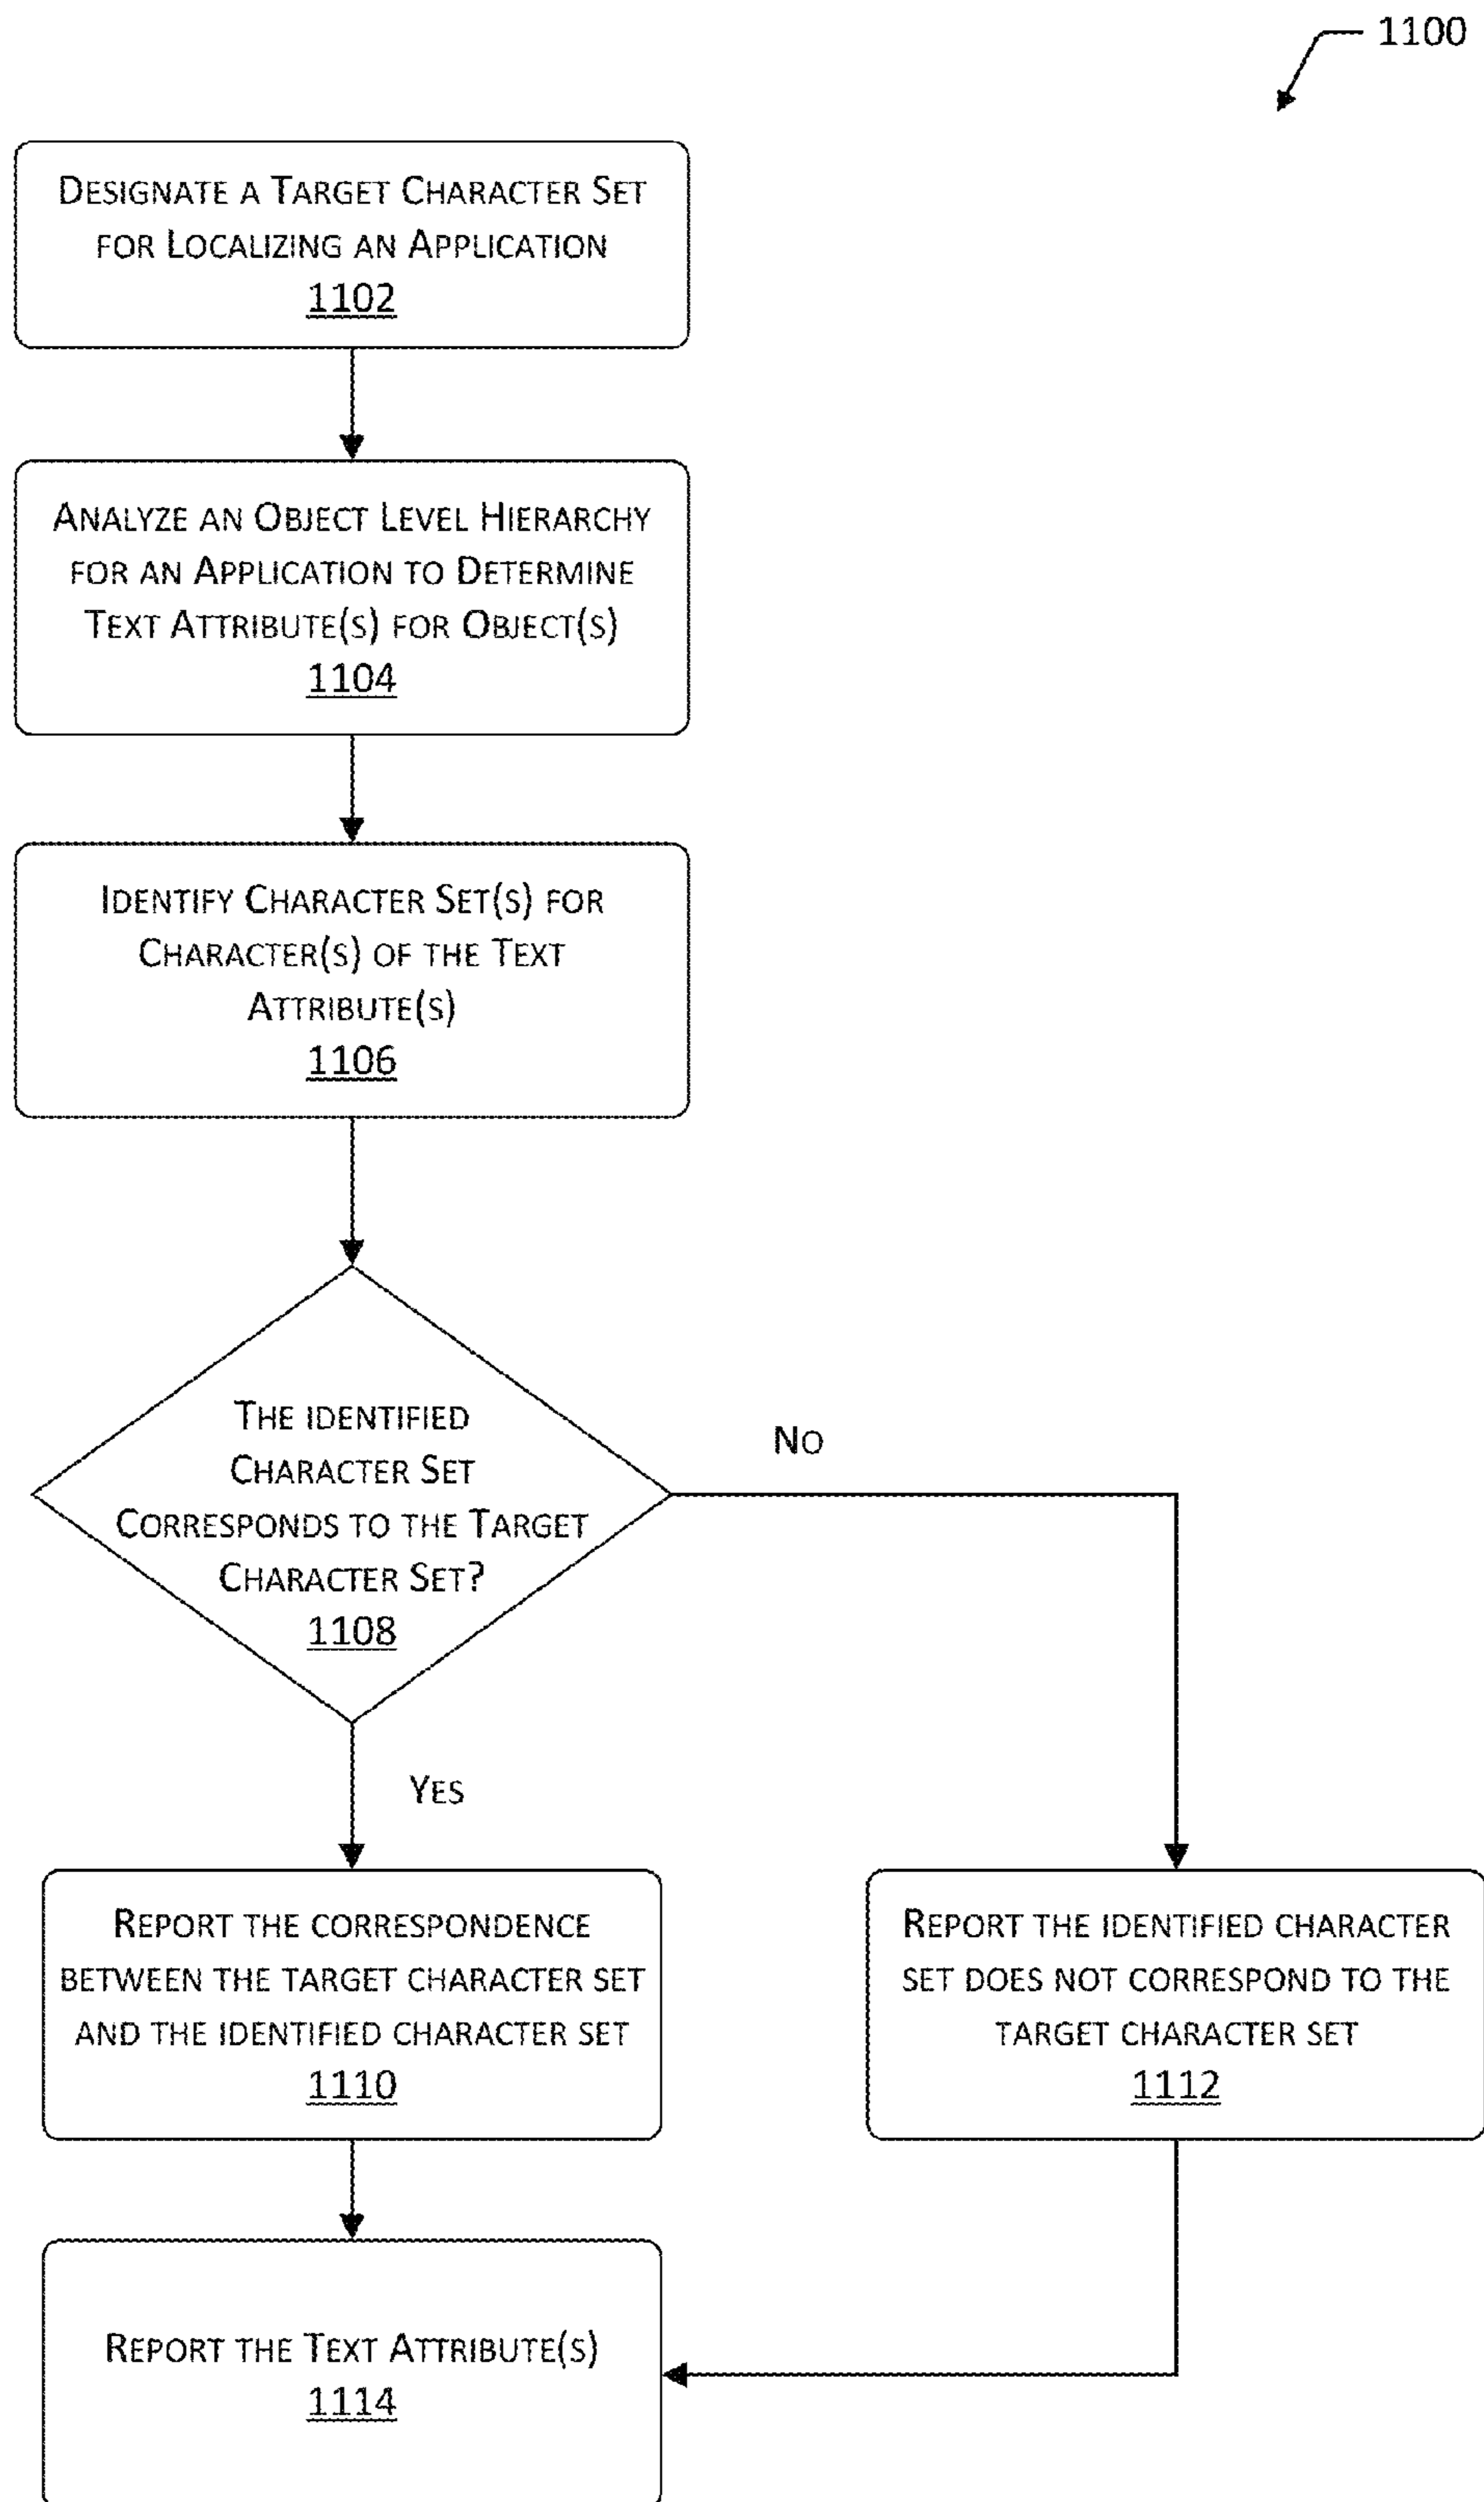 1100
DESIGNATE A TARGET CHARACTER SET
FOR LOCALIZING AN APPLICATION
1102
ANALYZE AN OBJECT LEVEL HIERARCHY
FOR AN APPLICATION TO DETERMINE
TEXT ATTRIBUTE(S) FOR OBJECT(S)
1104
IDENTIFY CHARACTER SET(S) FOR
CHARACTER(S) OF THE TEXT
ATTRIBUTE(S)
1106
THE IDENTIFIED
CHARACTER SET
CORRESPONDS TO THE TARGET
CHARACTER SET?
1108
NO
YES
REPORT THE CORRESPONDENCE
BETWEEN THE TARGET CHARACTER SET
AND THE IDENTIFIED CHARACTER SET
1110
REPORT THE IDENTIFIED CHARACTER
SET DOES NOT CORRESPOND TO THE
TARGET CHARACTER SET
1112
REPORT THE TEXT ATTRIBUTE(S)
1114